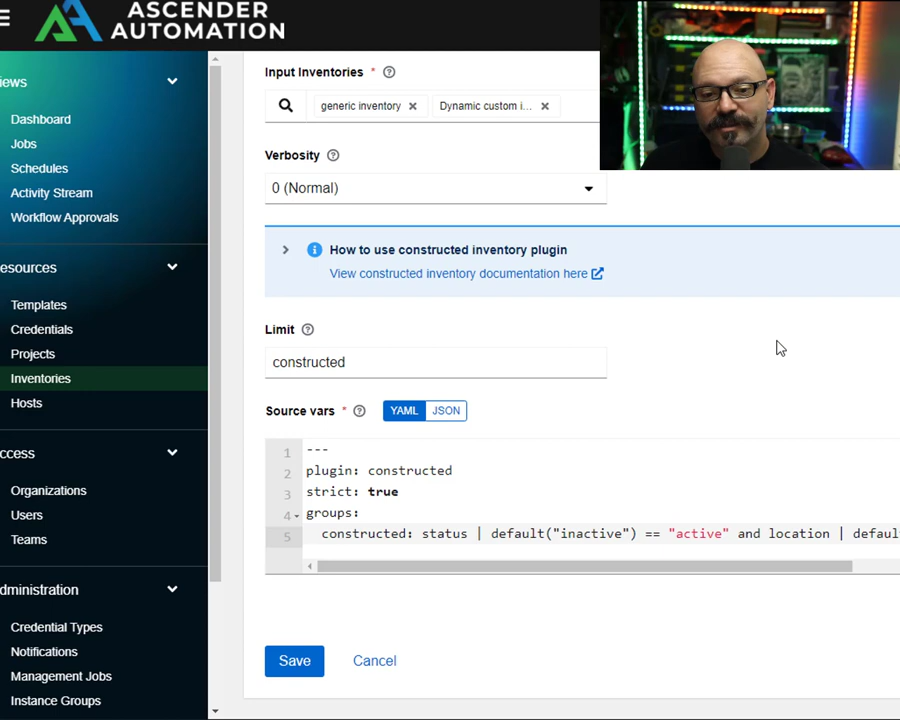 ASCENDER
AUTOMATION
iews
Dashboard
Jobs
Schedules
Activity Stream
Workflow Approvals
esources
Templates
Credentials
Projects
Inventories
Hosts
ccess
Organizations
Users
Teams
dministration
Credential Types
Notifications
Management Jobs
Instance Groups
Input Inventories *
generic inventory
Dynamic custom i...
Verbosity
0 (Normal)
How to use constructed inventory plugin
View constructed inventory documentation here
Limit
constructed
Source vars * YAML JSON
1 ---
2 plugin: constructed
3 strict: true
4 groups:
5 constructed: status | default("inactive") == "active" and location | defaul
Save Cancel